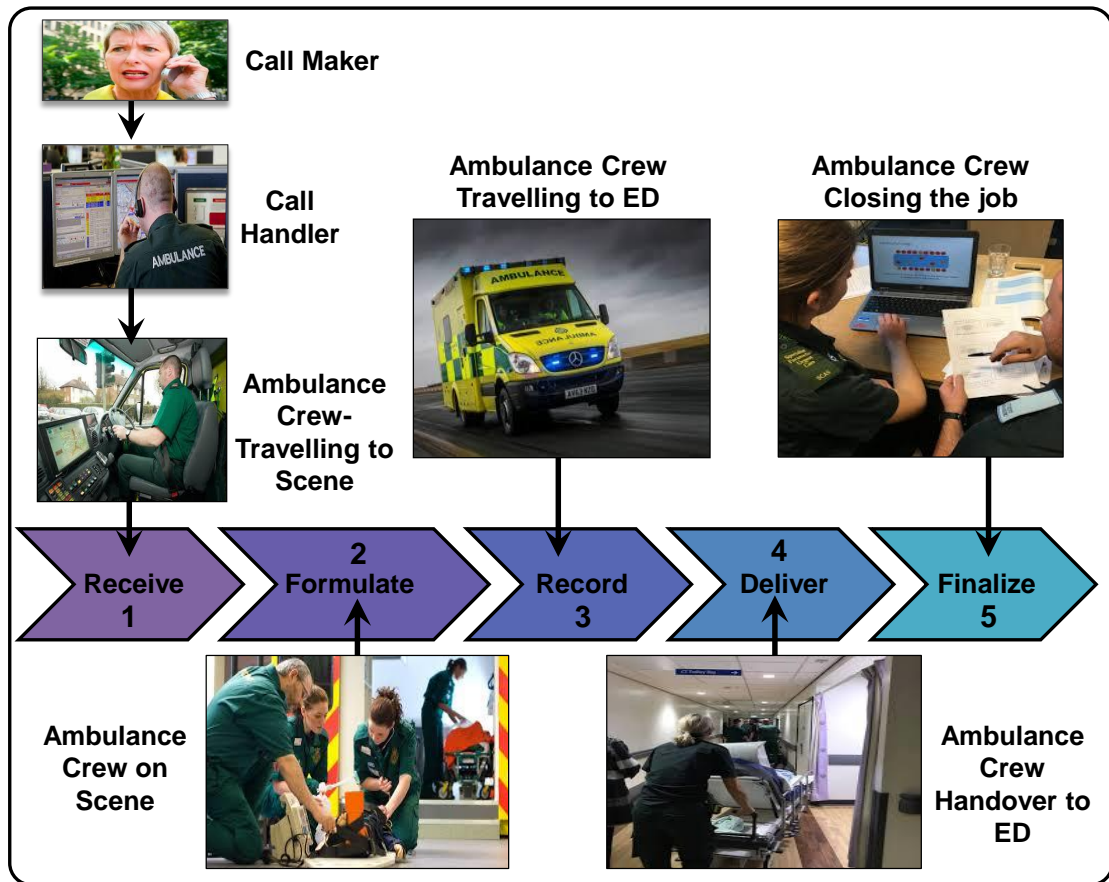 Call Maker
Call
Handler
AMBULANCE
Ambulance
Crew-
Travelling to
Scene
Ambulance Crew
Travelling to ED
AMBULANCE
AMBULANCE
Ambulance Crew
Closing the job
SCAS
Receive
1
2
Formulate
Record
3
4
Deliver
Finalize
5
Ambulance
Crew on
Scene
Ambulance
Crew
Handover to
ED